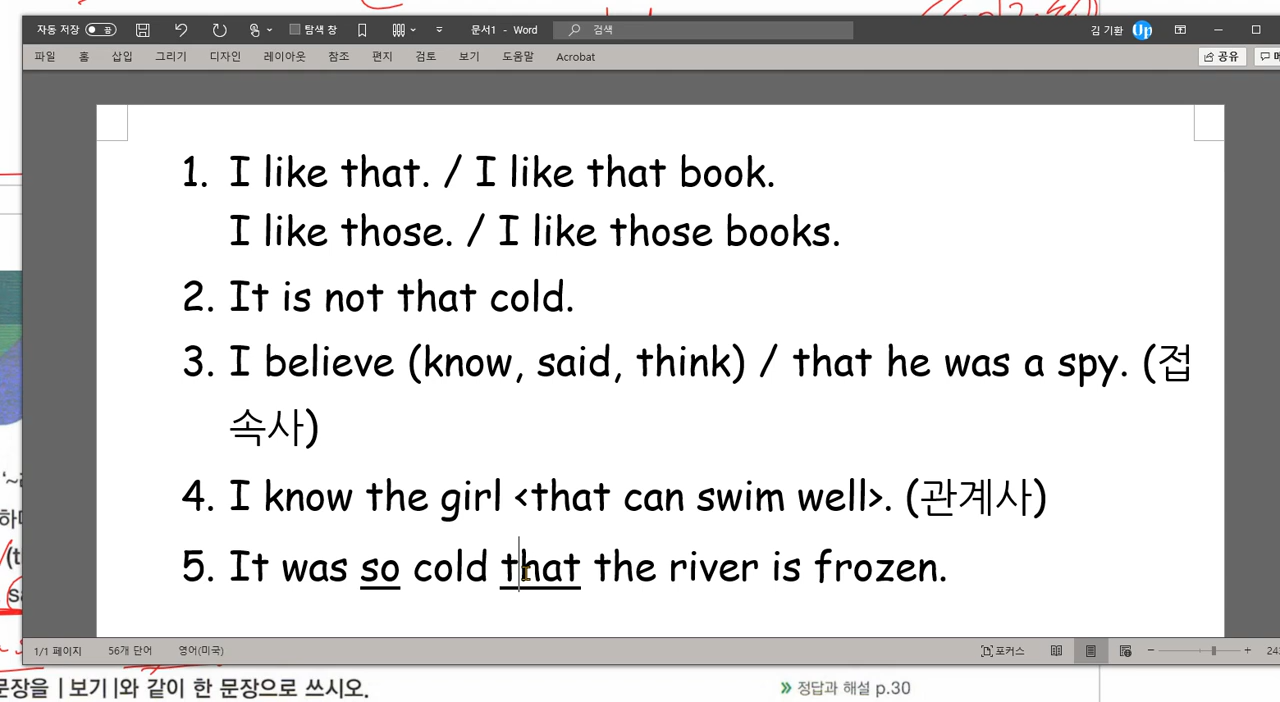 자동 저장 끔 탐색 창 문서1 - Word 검색 김 기환 Up
파일 홈 삽입 그리기 디자인 레이아웃 참조 편지 검토 보기 도움말 Acrobat 공유
1. I like that. / I like that book.
I like those. / I like those books.
2. It is not that cold.
3. I believe (know, said, think) / that he was a spy. (접
속사)
4. I know the girl <that can swim well>. (관계사)
5. It was so cold that the river is frozen.
1/1 페이지 56개 단어 영어(미국) 포커스
문장을 | 보기 |와 같이 한 문장으로 쓰시오. 정답과 해설 p.30